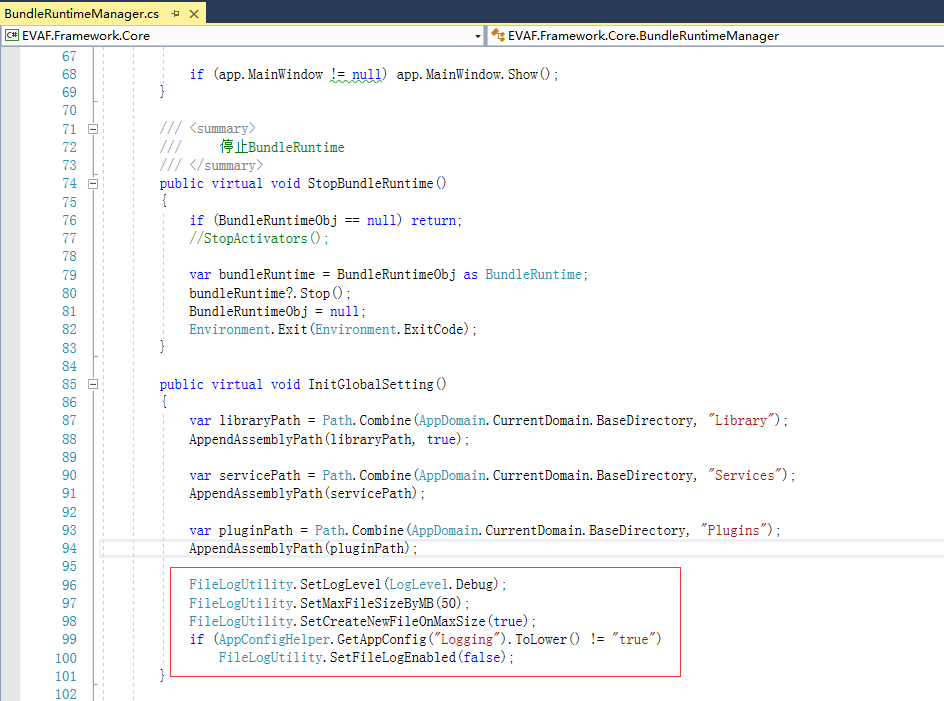 BundleRuntimeManager.cs
C# EVAF.Framework.Core EVAF.Framework.Core.BundleRuntimeManager
67
68 if (app.MainWindow != null) app.MainWindow.Show();
69 }
70
71 /// <summary>
72 /// 停止BundleRuntime
73 /// </summary>
74 public virtual void StopBundleRuntime()
75 {
76 if (BundleRuntimeObj == null) return;
77 //StopActivators();
78
79 var bundleRuntime = BundleRuntimeObj as BundleRuntime;
80 bundleRuntime?.Stop();
81 BundleRuntimeObj = null;
82 Environment.Exit(Environment.ExitCode);
83 }
84
85 public virtual void InitGlobalSetting()
86 {
87 var libraryPath = Path.Combine(AppDomain.CurrentDomain.BaseDirectory, "Library");
88 AppendAssemblyPath(libraryPath, true);
89
90 var servicePath = Path.Combine(AppDomain.CurrentDomain.BaseDirectory, "Services");
91 AppendAssemblyPath(servicePath);
92
93 var pluginPath = Path.Combine(AppDomain.CurrentDomain.BaseDirectory, "Plugins");
94 AppendAssemblyPath(pluginPath);
95
96 FileLogUtility.SetLogLevel(LogLevel.Debug);
97 FileLogUtility.SetMaxFileSizeByMB(50);
98 FileLogUtility.SetCreateNewFileOnMaxSize(true);
99 if (AppConfigHelper.GetAppConfig("Logging").ToLower() != "true")
100 FileLogUtility.SetFileLogEnabled(false);
101 }
102